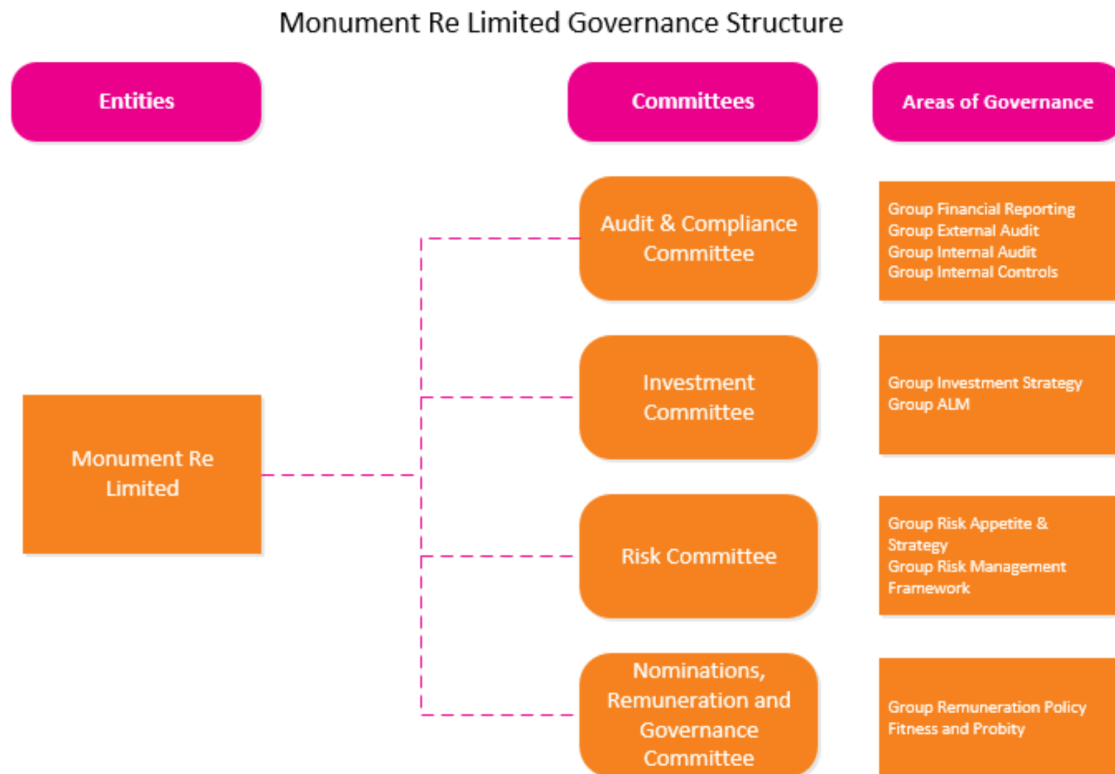 Monument Re Limited Governance Structure
Entities
Committees
Areas of Governance
Monument Re
Limited
Audit & Compliance
Committee
Group Financial Reporting
Group External Audit
Group Internal Audit
Group Internal Controls
Investment
Committee
Group Investment Strategy
Group ALM
Risk Committee
Group Risk Appetite &
Strategy
Group Risk Management
Framework
Nominations,
Remuneration and
Governance
Committee
Group Remuneration Policy
Fitness and Probity